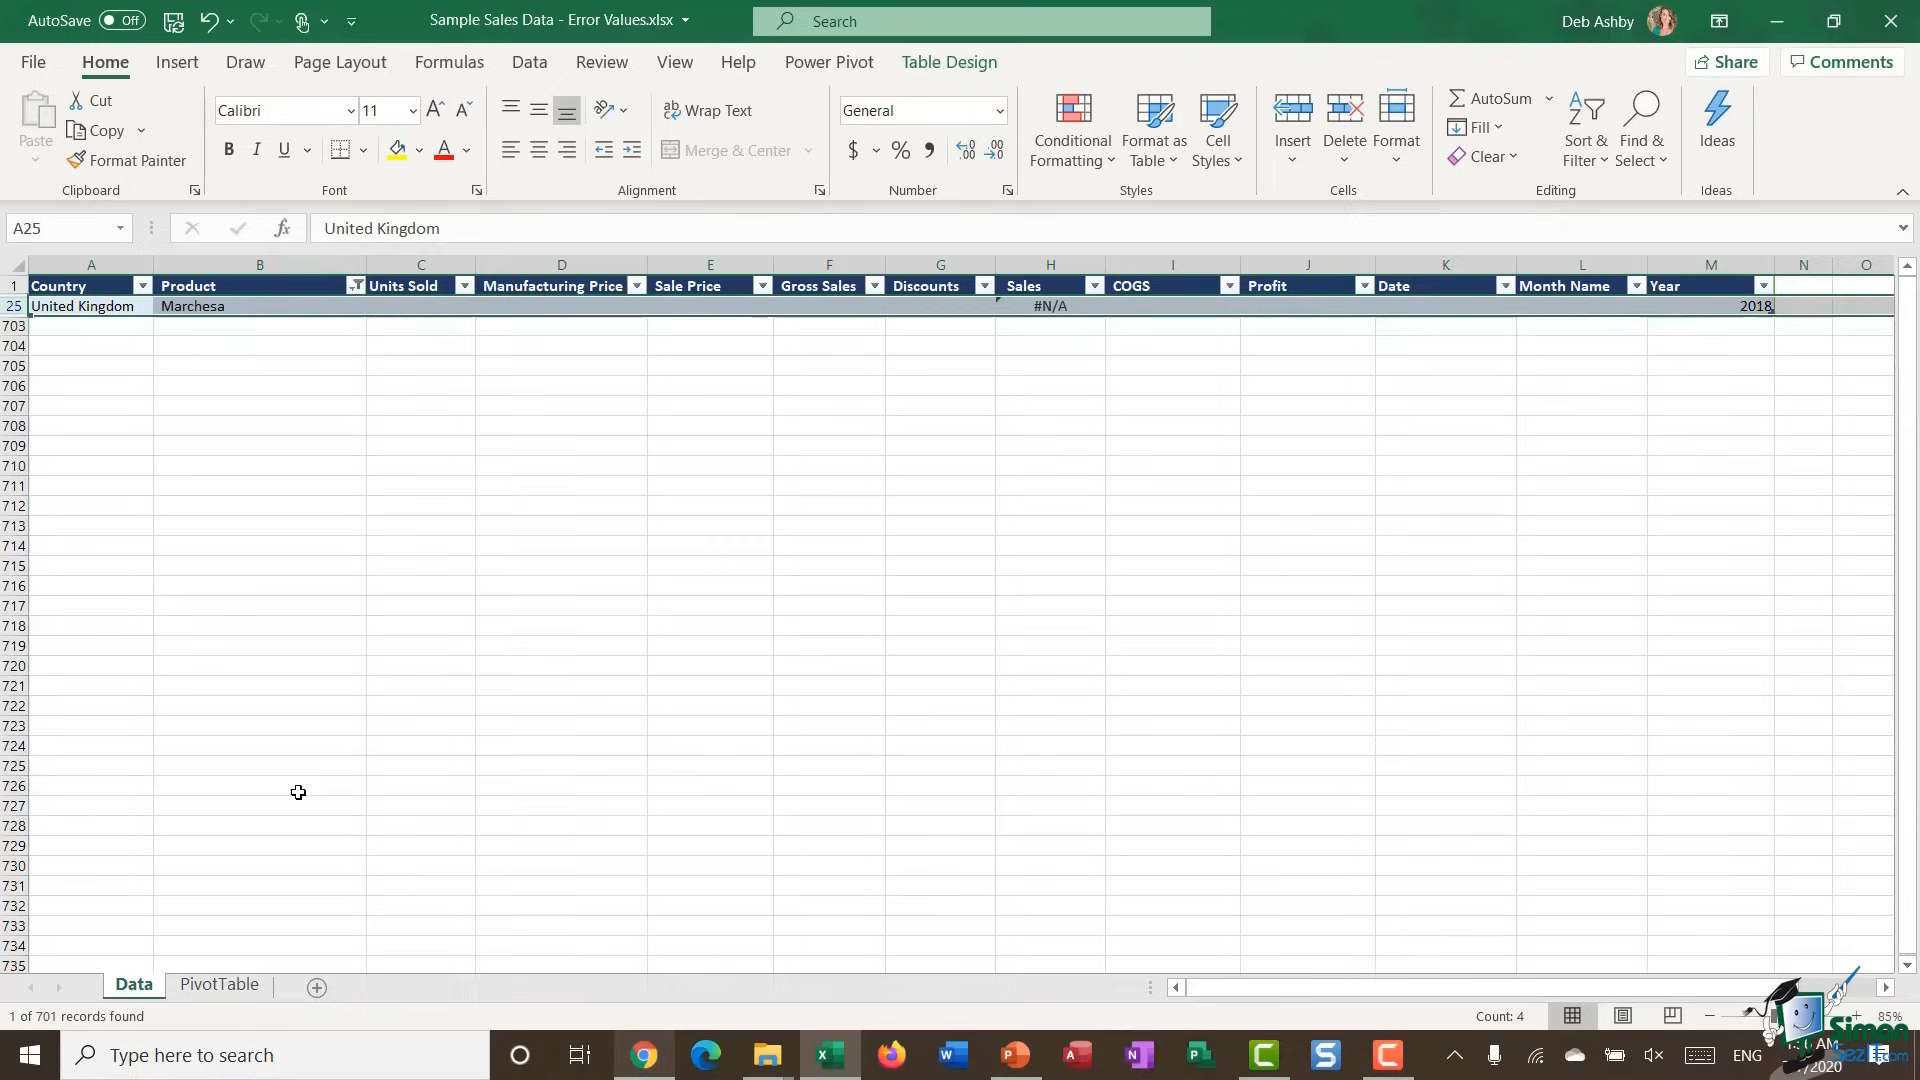 AutoSave Off
Sample Sales Data - Error Values.xlsx
Search
Deb Ashby
File Home Insert Draw Page Layout Formulas Data Review View Help Power Pivot Table Design
Share Comments
Paste
Cut
Copy
Format Painter
Clipboard
Calibri 11
B I U
Font
Wrap Text
Merge & Center
Alignment
General
$ % 9
Number
Conditional Formatting
Format as Table
Cell Styles
Styles
Insert
Delete
Format
Cells
AutoSum
Fill
Clear
Sort & Filter
Find & Select
Editing
Ideas
Ideas
A25
fx
United Kingdom
A B C D E F G H I J K L M N O
1 Country Product Units Sold Manufacturing Price Sale Price Gross Sales Discounts Sales COGS Profit Date Month Name Year
25 United Kingdom Marchesa #N/A 2018
703
704
705
706
707
708
709
710
711
712
713
714
715
716
717
718
719
720
721
722
723
724
725
726
727
728
729
730
731
732
733
734
735
Data PivotTable
1 of 701 records found
Count: 4
85%
Type here to search
ENG
Simon
SezIT.com